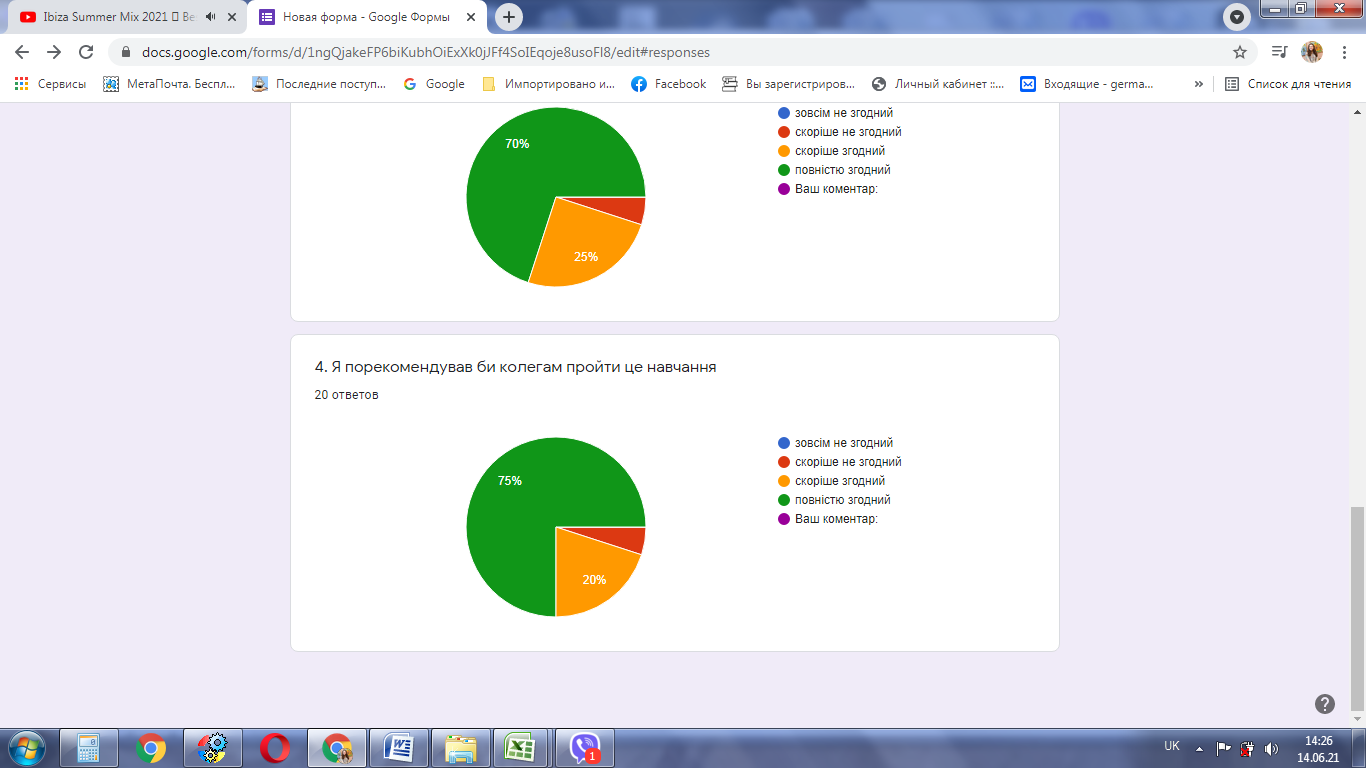 Ibiza Summer Mix 2021
Новая форма - Google Формы
docs.google.com/forms/d/1ngQjakeFP6biKubhOiExXk0jJFf4SoIEqoje8usoFl8/edit#responses
Сервисы МетаПочта. Беспл... Последние поступ... Google Импортировано и... Facebook Вы зарегистриров... Личный кабинет ::... Входящие - germa... » Список для чтения
70%
25%
зовсім не згодний
скоріше не згодний
скоріше згодний
повністю згодний
Ваш коментар:
4. Я порекомендував би колегам пройти це навчання
20 ответов
75%
20%
зовсім не згодний
скоріше не згодний
скоріше згодний
повністю згодний
Ваш коментар:
UK
14:26
14.06.21
1